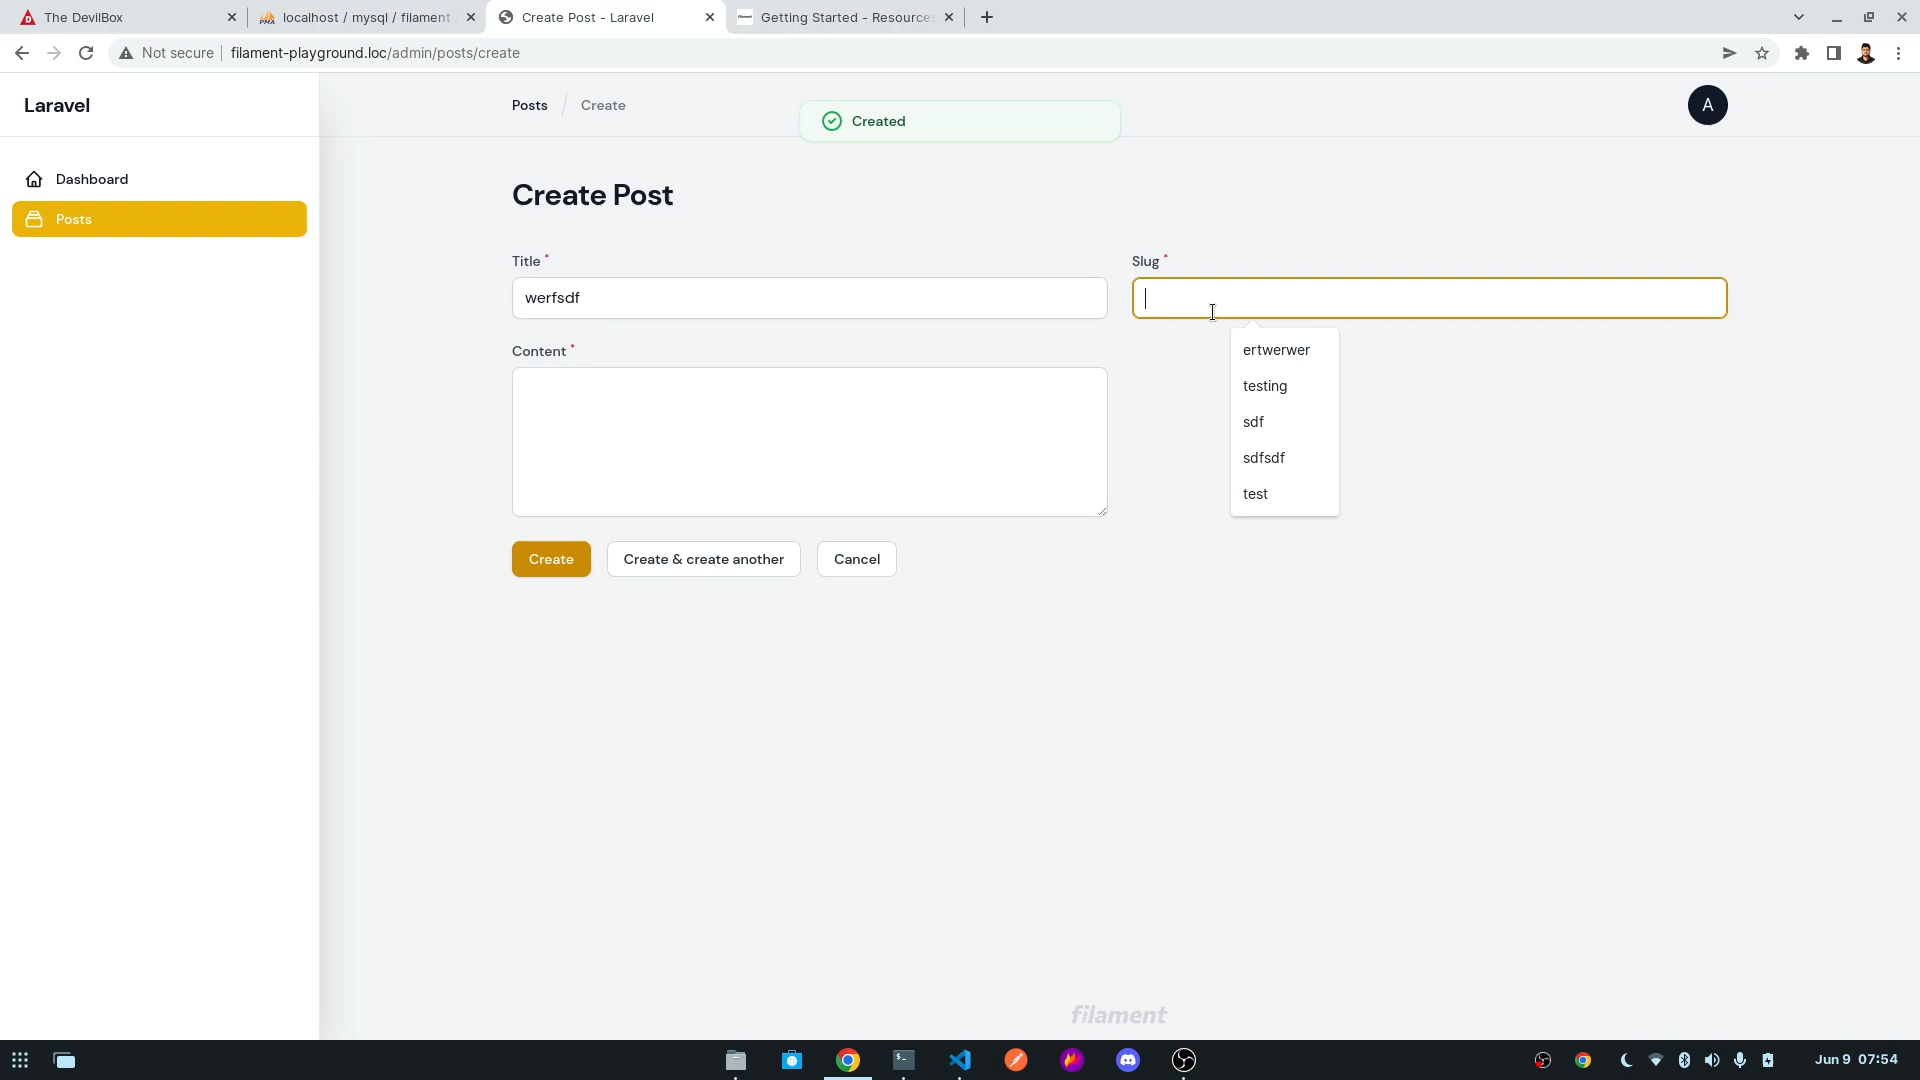 The DevilBox
localhost / mysql / filament
Create Post - Laravel
Getting Started - Resources
Not secure
filament-playground.loc/admin/posts/create
Laravel
Posts
Create
Created
A
Dashboard
Posts
Create Post
Title *
Slug *
werfsdf
ertwerwer
testing
sdf
sdfsdf
test
Content *
Create
Create & create another
Cancel
filament
Jun 9 07:54